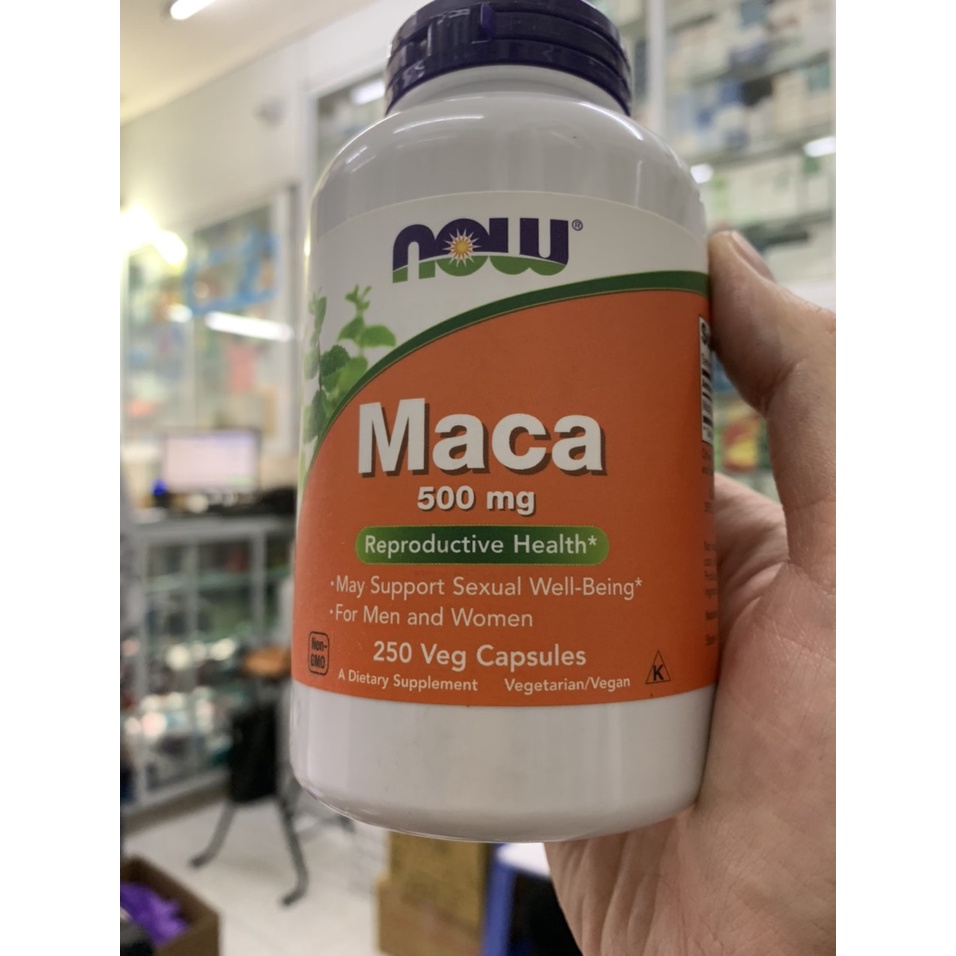 NOW®
Maca
500 mg
Reproductive Health*
•May Support Sexual Well-Being*
•For Men and Women
250 Veg Capsules
Non-
GMO
A Dietary Supplement Vegetarian/Vegan
K